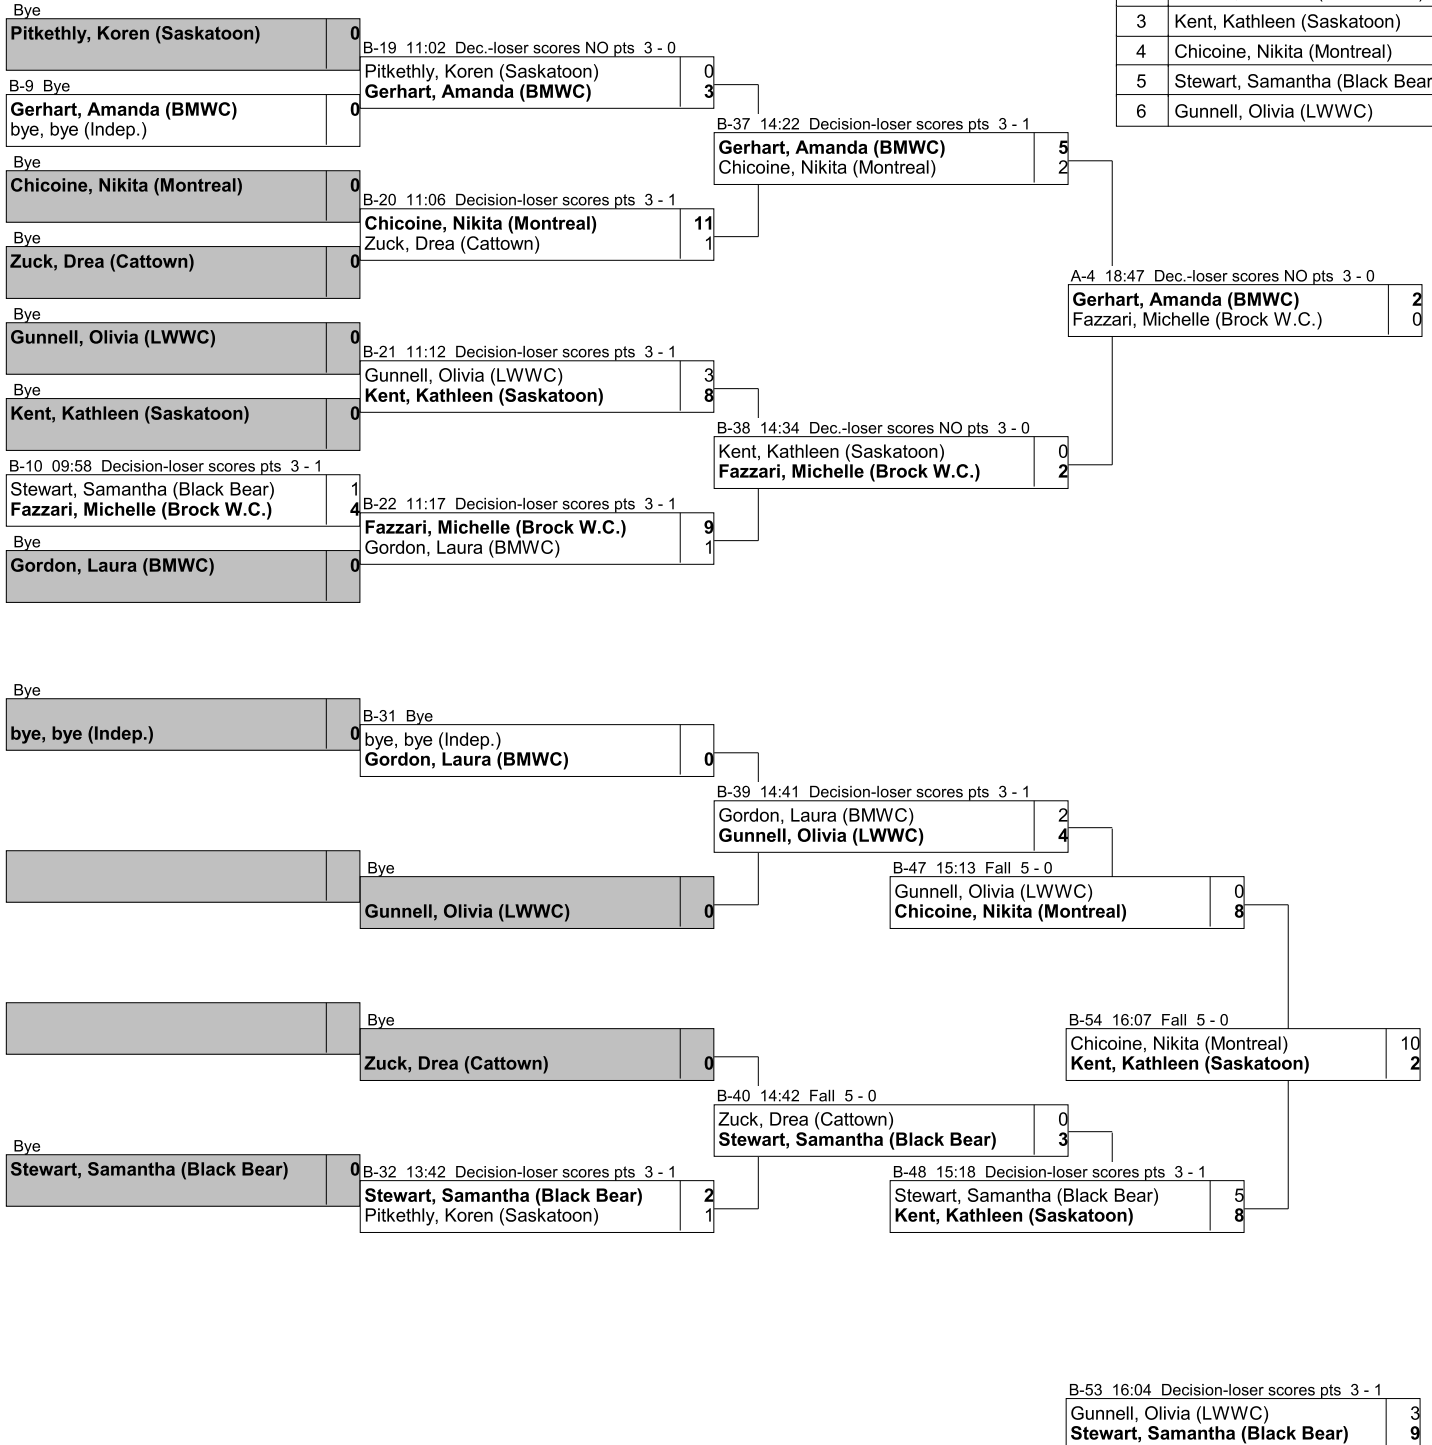 3 Kent, Kathleen (Saskatoon)
4 Chicoine, Nikita (Montreal)
5 Stewart, Samantha (Black Bear
6 Gunnell, Olivia (LWWC)
Bye
Pitkethly, Koren (Saskatoon) 0
B-9 Bye
Gerhart, Amanda (BMWC) 0
bye, bye (Indep.)
Bye
Chicoine, Nikita (Montreal) 0
Bye
Zuck, Drea (Cattown) 0
Bye
Gunnell, Olivia (LWWC) 0
Bye
Kent, Kathleen (Saskatoon) 0
B-10 09:58 Decision-loser scores pts 3 - 1
Stewart, Samantha (Black Bear) 1
Fazzari, Michelle (Brock W.C.) 4
Bye
Gordon, Laura (BMWC) 0
B-19 11:02 Dec.-loser scores NO pts 3 - 0
Pitkethly, Koren (Saskatoon) 0
Gerhart, Amanda (BMWC) 3
B-20 11:06 Decision-loser scores pts 3 - 1
Chicoine, Nikita (Montreal) 11
Zuck, Drea (Cattown) 1
B-21 11:12 Decision-loser scores pts 3 - 1
Gunnell, Olivia (LWWC) 3
Kent, Kathleen (Saskatoon) 8
B-22 11:17 Decision-loser scores pts 3 - 1
Fazzari, Michelle (Brock W.C.) 9
Gordon, Laura (BMWC) 1
B-37 14:22 Decision-loser scores pts 3 - 1
Gerhart, Amanda (BMWC) 5
Chicoine, Nikita (Montreal) 2
B-38 14:34 Dec.-loser scores NO pts 3 - 0
Kent, Kathleen (Saskatoon) 0
Fazzari, Michelle (Brock W.C.) 2
A-4 18:47 Dec.-loser scores NO pts 3 - 0
Gerhart, Amanda (BMWC) 2
Fazzari, Michelle (Brock W.C.) 0
Bye
bye, bye (Indep.) 0
Bye
Stewart, Samantha (Black Bear) 0
B-31 Bye
bye, bye (Indep.)
Gordon, Laura (BMWC) 0
Bye
Gunnell, Olivia (LWWC) 0
Bye
Zuck, Drea (Cattown) 0
B-32 13:42 Decision-loser scores pts 3 - 1
Stewart, Samantha (Black Bear) 2
Pitkethly, Koren (Saskatoon) 1
B-39 14:41 Decision-loser scores pts 3 - 1
Gordon, Laura (BMWC) 2
Gunnell, Olivia (LWWC) 4
B-40 14:42 Fall 5 - 0
Zuck, Drea (Cattown) 0
Stewart, Samantha (Black Bear) 3
B-47 15:13 Fall 5 - 0
Gunnell, Olivia (LWWC) 0
Chicoine, Nikita (Montreal) 8
B-48 15:18 Decision-loser scores pts 3 - 1
Stewart, Samantha (Black Bear) 5
Kent, Kathleen (Saskatoon) 8
B-54 16:07 Fall 5 - 0
Chicoine, Nikita (Montreal) 10
Kent, Kathleen (Saskatoon) 2
B-53 16:04 Decision-loser scores pts 3 - 1
Gunnell, Olivia (LWWC) 3
Stewart, Samantha (Black Bear) 9